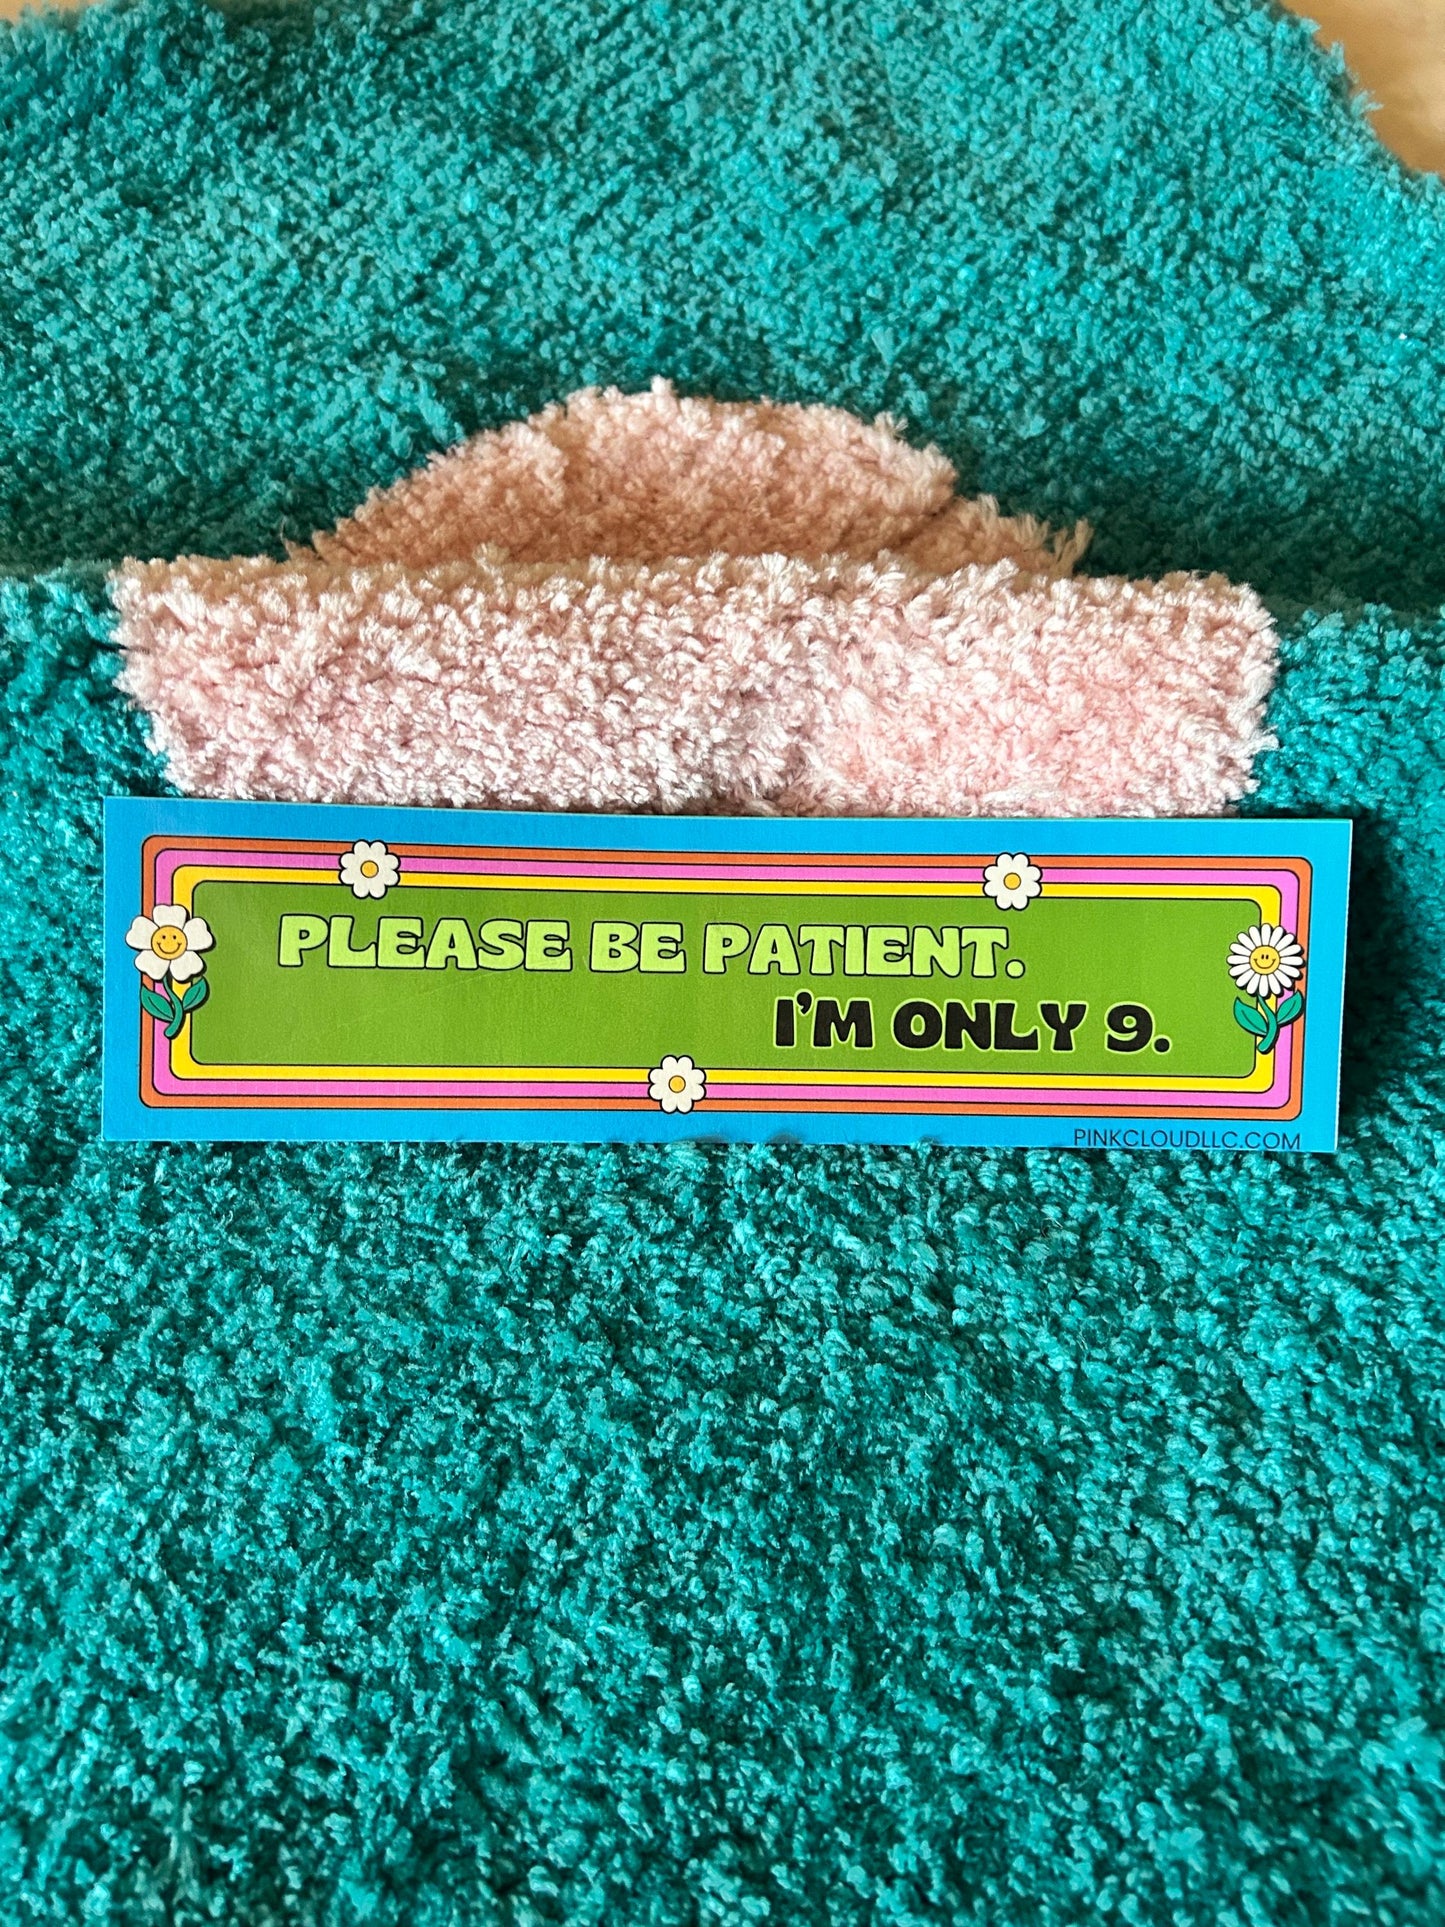 PLEASE BE PATIENT.
I'M ONLY 9.
PINKCLOUDLLC.COM